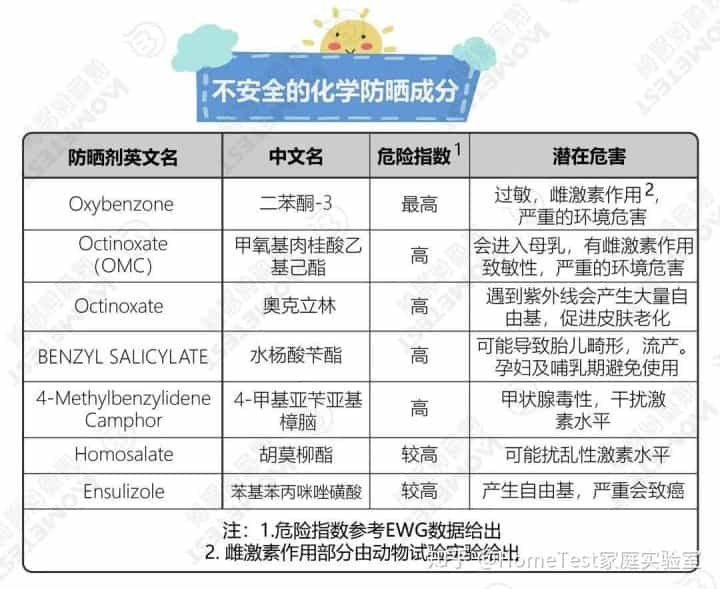 不安全的化学防晒成分
防晒剂英文名 中文名 危险指数1 潜在危害
Oxybenzone 二苯酮-3 最高 过敏，雌激素作用2，
严重的环境危害
Octinoxate
（OMC） 甲氧基肉桂酸乙
基己酯 高 会进入母乳，有雌激素作用
致敏性，严重的环境危害
Octinoxate 奥克立林 高 遇到紫外线会产生大量自
由基，促进皮肤老化
BENZYL SALICYLATE 水杨酸苄酯 高 可能导致胎儿畸形，流产。
孕妇及哺乳期避免使用
4-Methylbenzylidene
Camphor 4-甲基亚苄亚基
樟脑 高 甲状腺毒性，干扰激
素水平
Homosalate 胡莫柳酯 较高 可能扰乱性激素水平
Ensulizole 苯基苯丙咪唑磺酸 较高 产生自由基，严重会致癌
注：1.危险指数参考EWG数据给出
2. 雌激素作用部分由动物试验实验给出
知乎 @HomeTest家庭实验室
HOMETEST